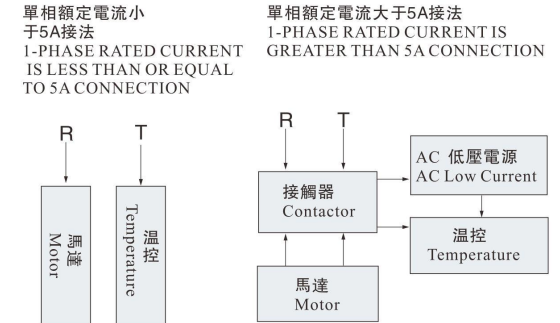 單相額定電流小
于5A接法
1-PHASE RATED CURRENT
IS LESS THAN OR EQUAL
TO 5A CONNECTION
R
T
馬達
Motor
温控
Temperature
單相額定電流大于5A接法
1-PHASE RATED CURRENT IS
GREATER THAN 5A CONNECTION
R
T
接觸器
Contactor
AC 低壓電源
AC Low Current
温控
Temperature
馬達
Motor